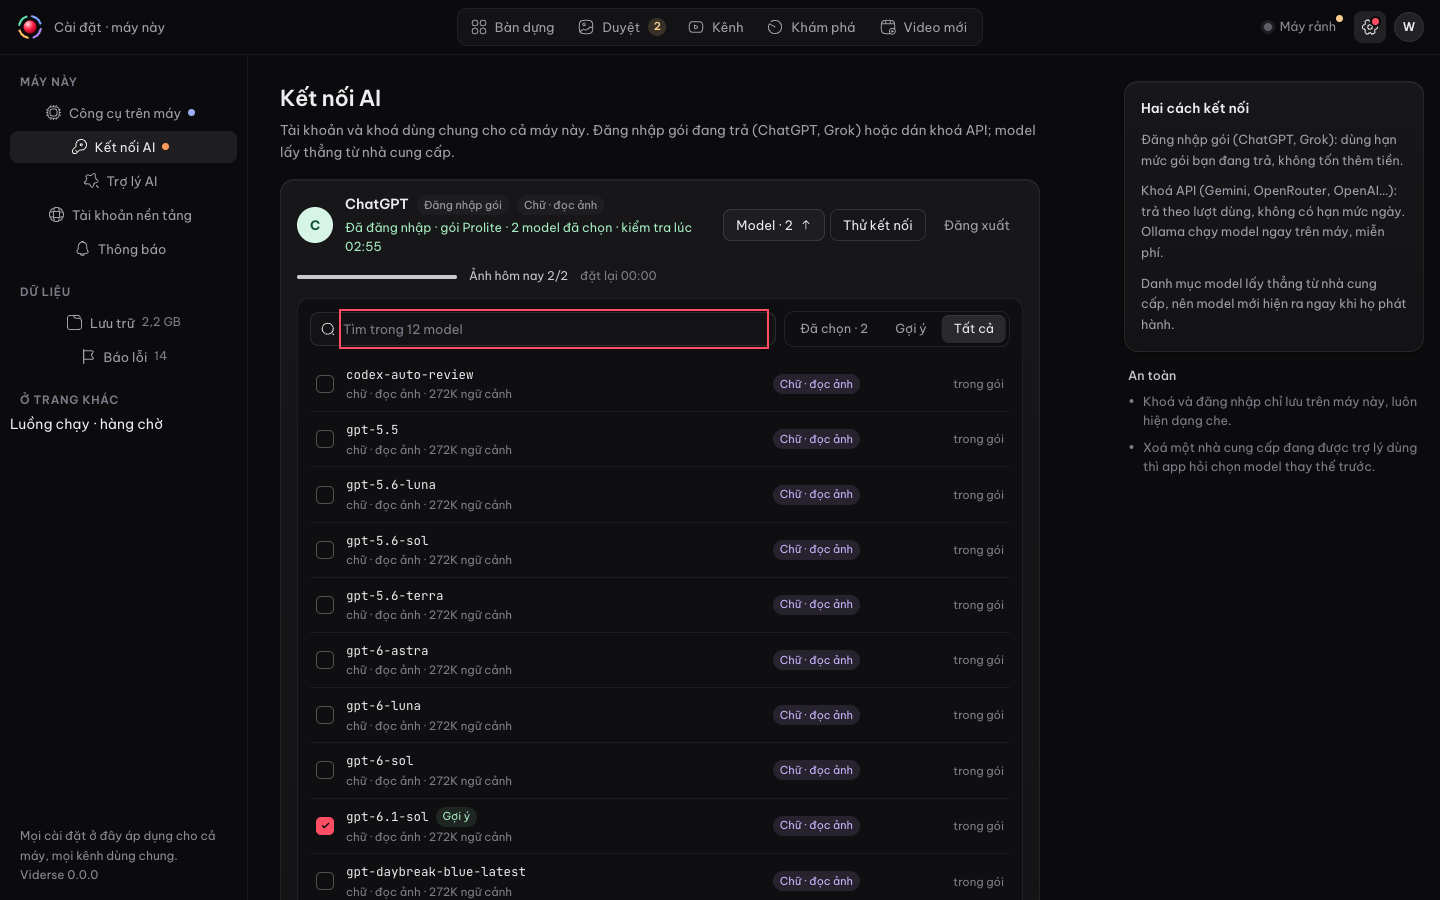 Cài đặt · máy này
Bàn dựng
Duyệt 2
Kênh
Khám phá
Video mới
Máy rảnh
W
MÁY NÀY
Công cụ trên máy
Kết nối AI
Trợ lý AI
Tài khoản nền tảng
Thông báo
DỮ LIỆU
Lưu trữ 2,2 GB
Báo lỗi 14
Ở TRANG KHÁC
Luồng chạy · hàng chờ
Mọi cài đặt ở đây áp dụng cho cả
máy, mọi kênh dùng chung.
Viderse 0.0.0
Kết nối AI
Tài khoản và khoá dùng chung cho cả máy này. Đăng nhập gói đang trả (ChatGPT, Grok) hoặc dán khoá API; model
lấy thẳng từ nhà cung cấp.
C
ChatGPT Đăng nhập gói Chữ · đọc ảnh
Đã đăng nhập · gói Prolite · 2 model đã chọn · kiểm tra lúc
02:55
Model · 2 ↑
Thử kết nối
Đăng xuất
Ảnh hôm nay 2/2 đặt lại 00:00
Tìm trong 12 model
Đã chọn · 2
Gợi ý
Tất cả
codex-auto-review
chữ · đọc ảnh · 272K ngữ cảnh
Chữ · đọc ảnh
trong gói
gpt-5.5
chữ · đọc ảnh · 272K ngữ cảnh
Chữ · đọc ảnh
trong gói
gpt-5.6-luna
chữ · đọc ảnh · 272K ngữ cảnh
Chữ · đọc ảnh
trong gói
gpt-5.6-sol
chữ · đọc ảnh · 272K ngữ cảnh
Chữ · đọc ảnh
trong gói
gpt-5.6-terra
chữ · đọc ảnh · 272K ngữ cảnh
Chữ · đọc ảnh
trong gói
gpt-6-astra
chữ · đọc ảnh · 272K ngữ cảnh
Chữ · đọc ảnh
trong gói
gpt-6-luna
chữ · đọc ảnh · 272K ngữ cảnh
Chữ · đọc ảnh
trong gói
gpt-6-sol
chữ · đọc ảnh · 272K ngữ cảnh
Chữ · đọc ảnh
trong gói
gpt-6.1-sol Gợi ý
chữ · đọc ảnh · 272K ngữ cảnh
Chữ · đọc ảnh
trong gói
gpt-daybreak-blue-latest
chữ · đọc ảnh · 272K ngữ cảnh
Chữ · đọc ảnh
trong gói
Hai cách kết nối
Đăng nhập gói (ChatGPT, Grok): dùng hạn
mức gói bạn đang trả, không tốn thêm tiền.
Khoá API (Gemini, OpenRouter, OpenAI...):
trả theo lượt dùng, không có hạn mức ngày.
Ollama chạy model ngay trên máy, miễn
phí.
Danh mục model lấy thẳng từ nhà cung
cấp, nên model mới hiện ra ngay khi họ phát
hành.
An toàn
• Khoá và đăng nhập chỉ lưu trên máy này, luôn
hiện dạng che.
• Xoá một nhà cung cấp đang được trợ lý dùng
thì app hỏi chọn model thay thế trước.